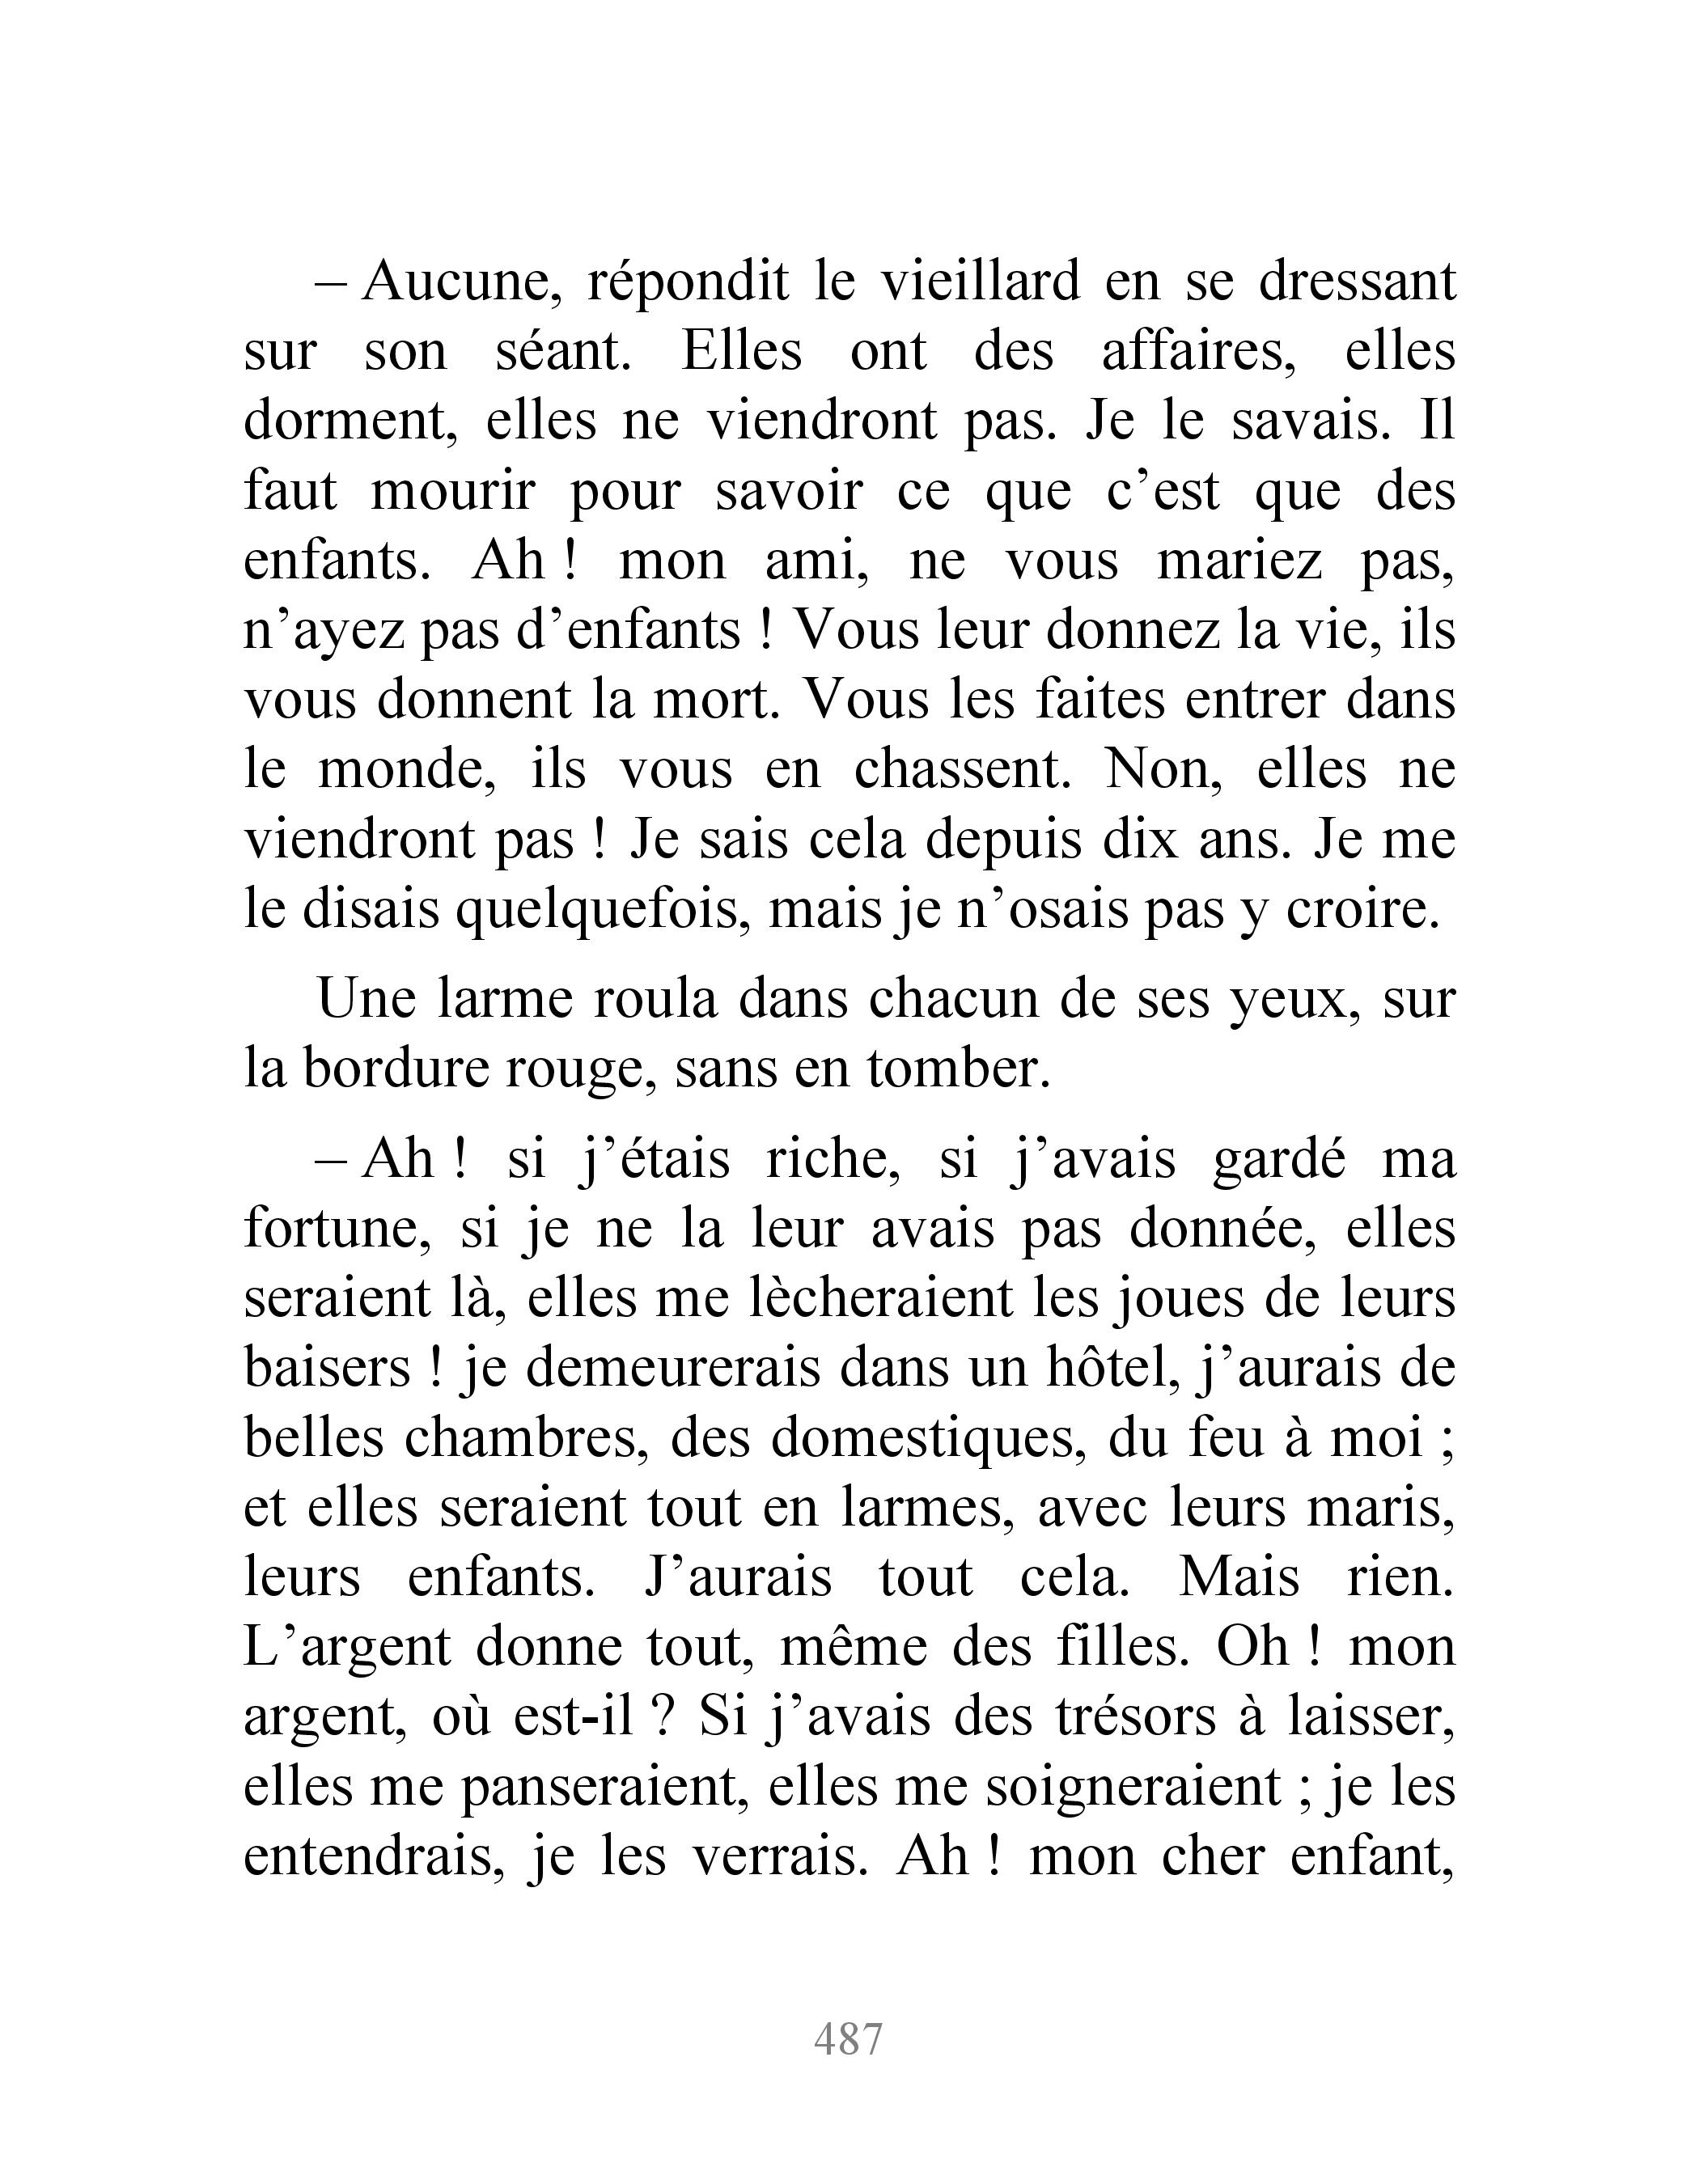 – Aucune, répondit le vieillard en se dressant
sur son séant. Elles ont des affaires, elles
dorment, elles ne viendront pas. Je le savais. Il
faut mourir pour savoir ce que c’est que des
enfants. Ah ! mon ami, ne vous mariez pas,
n’ayez pas d’enfants ! Vous leur donnez la vie, ils
vous donnent la mort. Vous les faites entrer dans
le monde, ils vous en chassent. Non, elles ne
viendront pas ! Je sais cela depuis dix ans. Je me
le disais quelquefois, mais je n’osais pas y croire.
Une larme roula dans chacun de ses yeux, sur
la bordure rouge, sans en tomber.
– Ah ! si j’étais riche, si j’avais gardé ma
fortune, si je ne la leur avais pas donnée, elles
seraient là, elles me lècheraient les joues de leurs
baisers ! je demeurerais dans un hôtel, j’aurais de
belles chambres, des domestiques, du feu à moi ;
et elles seraient tout en larmes, avec leurs maris,
leurs enfants. J’aurais tout cela. Mais rien.
L’argent donne tout, même des filles. Oh ! mon
argent, où est-il ? Si j’avais des trésors à laisser,
elles me panseraient, elles me soigneraient ; je les
entendrais, je les verrais. Ah ! mon cher enfant,
487